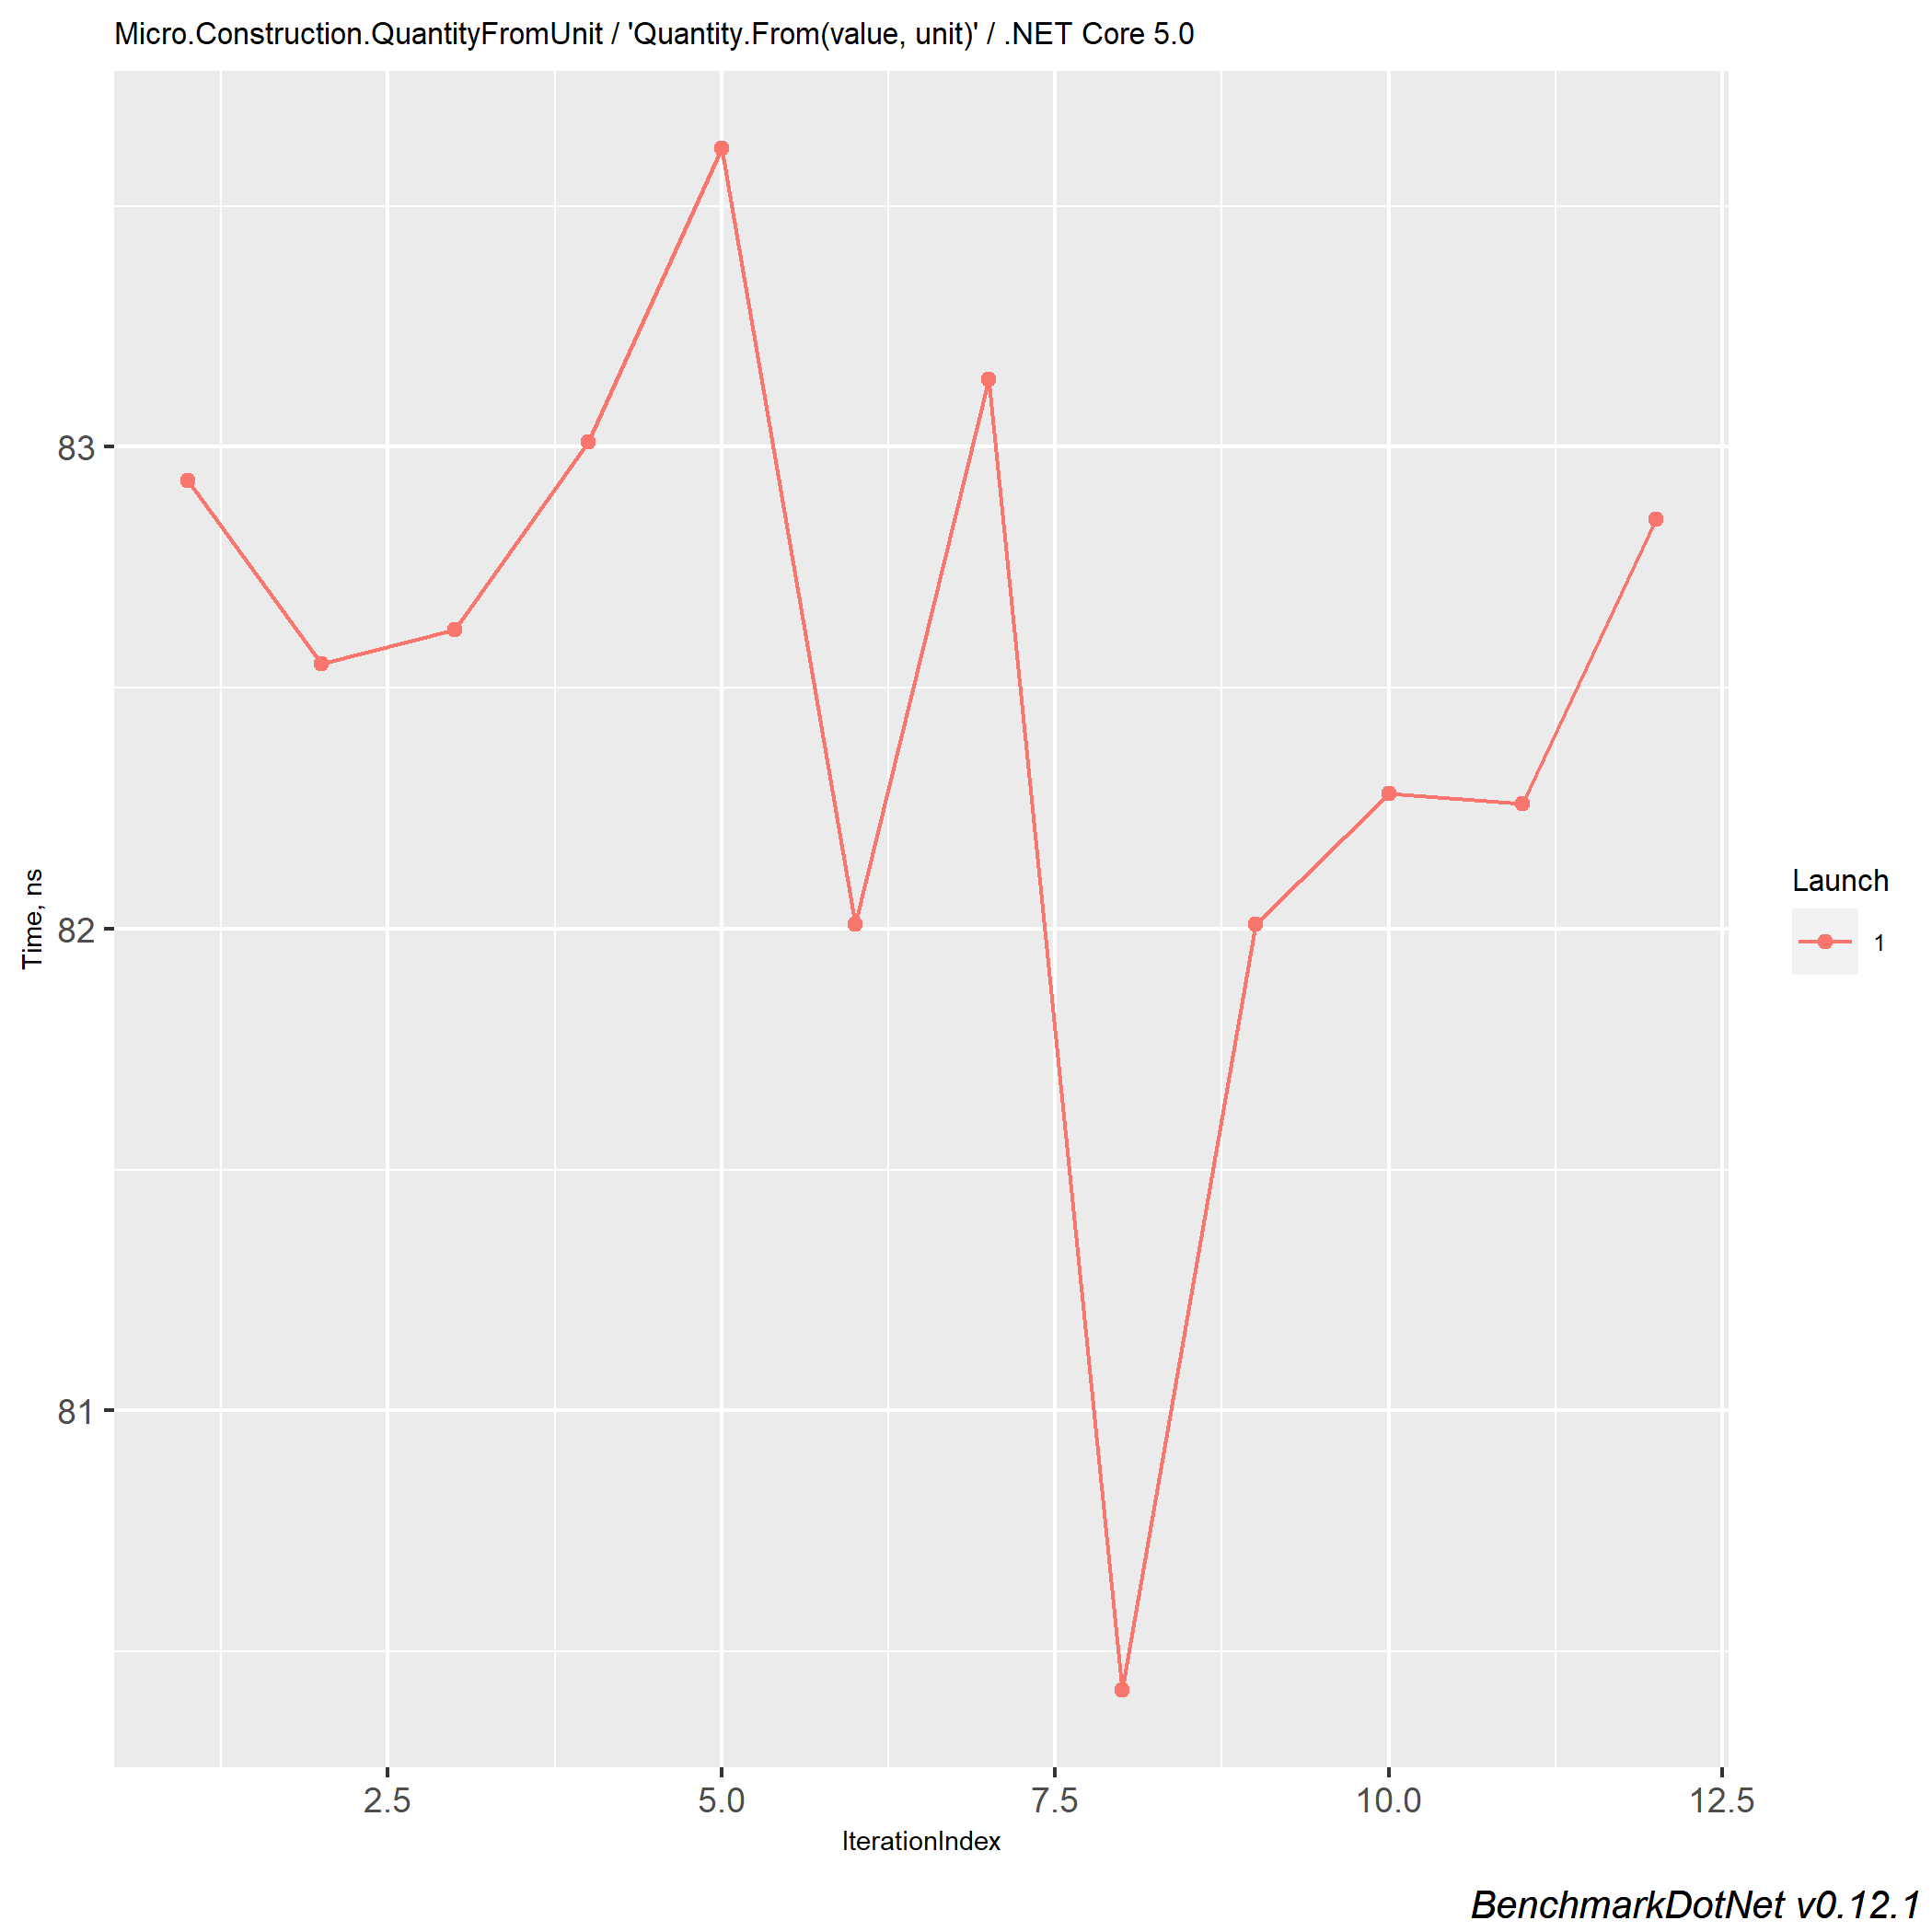 Micro.Construction.QuantityFromUnit / 'Quantity.From(value, unit)' / .NET Core 5.0
83
82
81
Time, ns
2.5 5.0 7.5 10.0 12.5
IterationIndex
Launch
1
BenchmarkDotNet v0.12.1